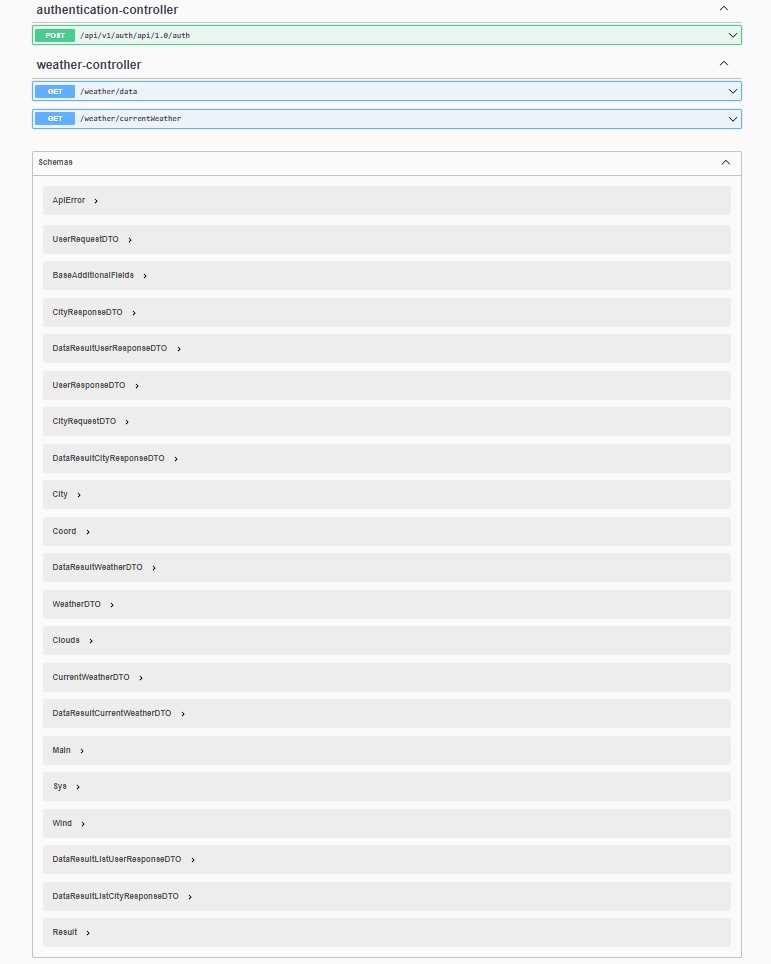 authentication-controller
POST /api/v1/auth/api/1.0/auth
weather-controller
GET /weather/data
GET /weather/currentWeather
Schemas
ApiError
UserRequestDTO
BaseAdditionalFields
CityResponseDTO
DataResultUserResponseDTO
UserResponseDTO
CityRequestDTO
DataResultCityResponseDTO
City
Coord
DataResultWeatherDTO
WeatherDTO
Clouds
CurrentWeatherDTO
DataResultCurrentWeatherDTO
Main
Sys
Wind
DataResultListUserResponseDTO
DataResultListCityResponseDTO
Result